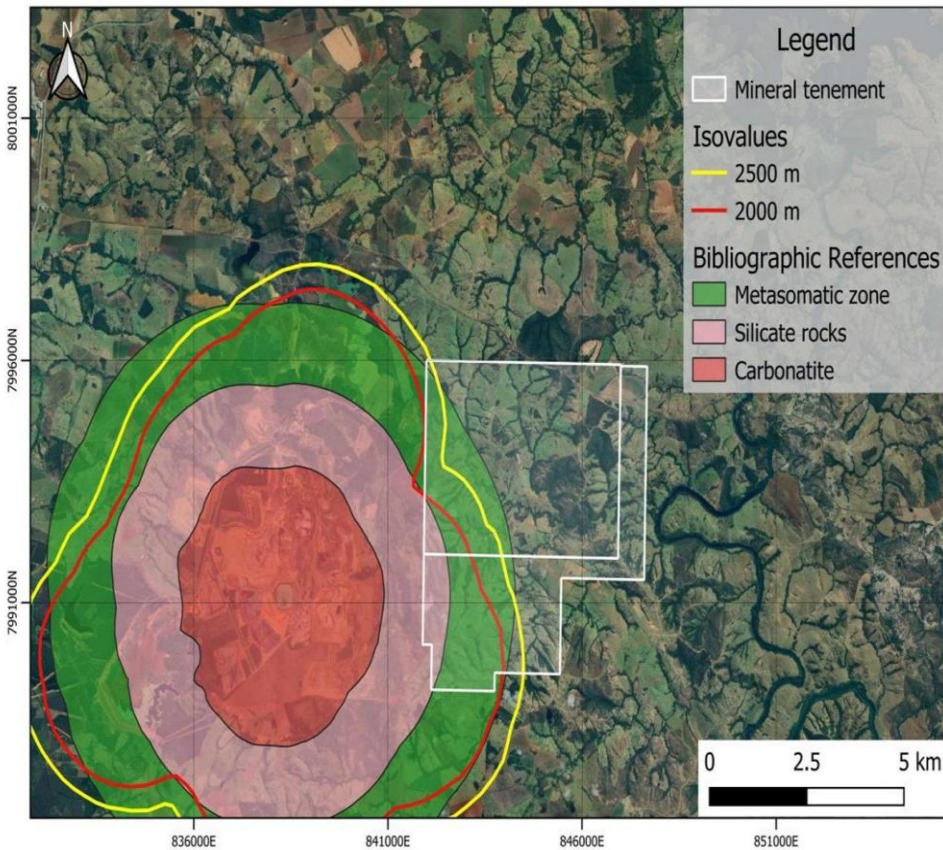 N
Legend
Mineral tenement
Isovalues
2500 m
2000 m
Bibliographic References
Metasomatic zone
Silicate rocks
Carbonatite
8001000N
7996000N
7991000N
0 2.5 5 km
836000E 841000E 846000E 851000E